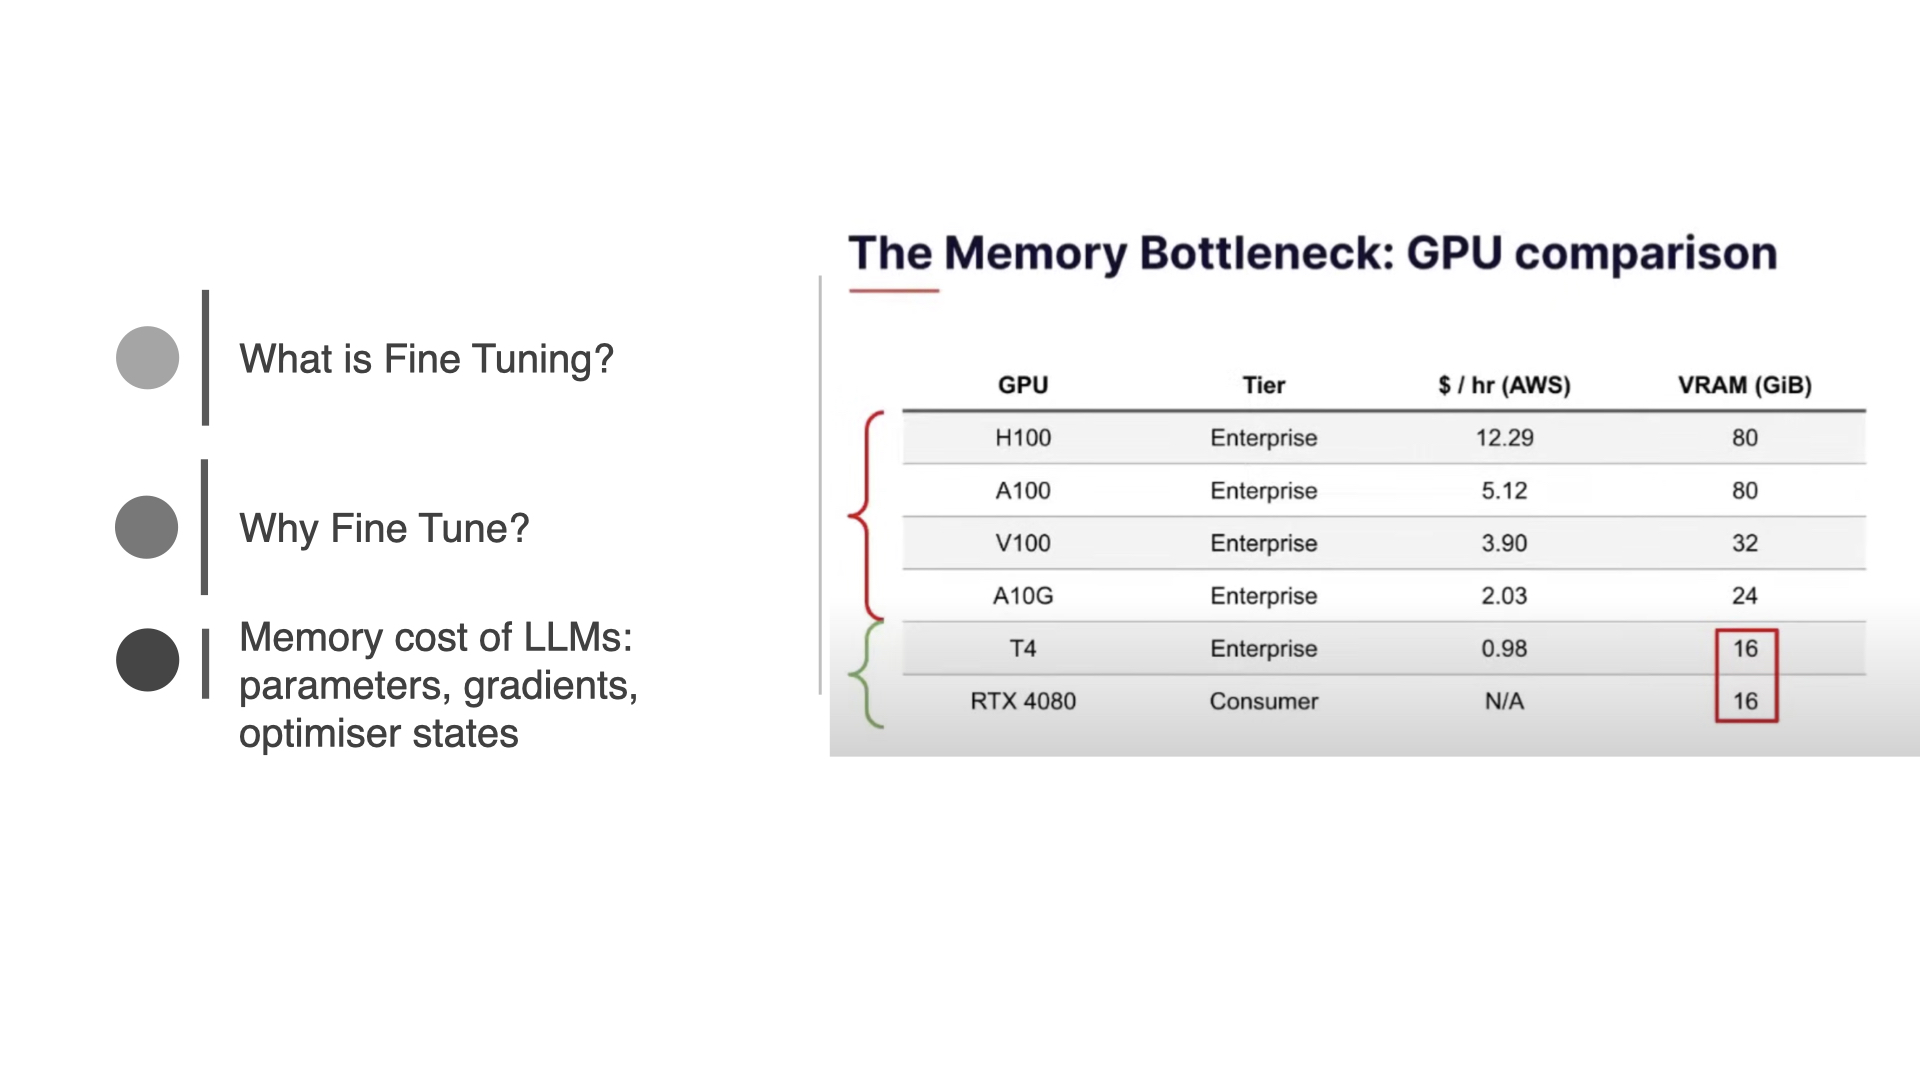 What is Fine Tuning?
Why Fine Tune?
Memory cost of LLMs:
parameters, gradients,
optimiser states
The Memory Bottleneck: GPU comparison
GPU Tier $ / hr (AWS) VRAM (GiB)
H100 Enterprise 12.29 80
A100 Enterprise 5.12 80
V100 Enterprise 3.90 32
A10G Enterprise 2.03 24
T4 Enterprise 0.98 16
RTX 4080 Consumer N/A 16